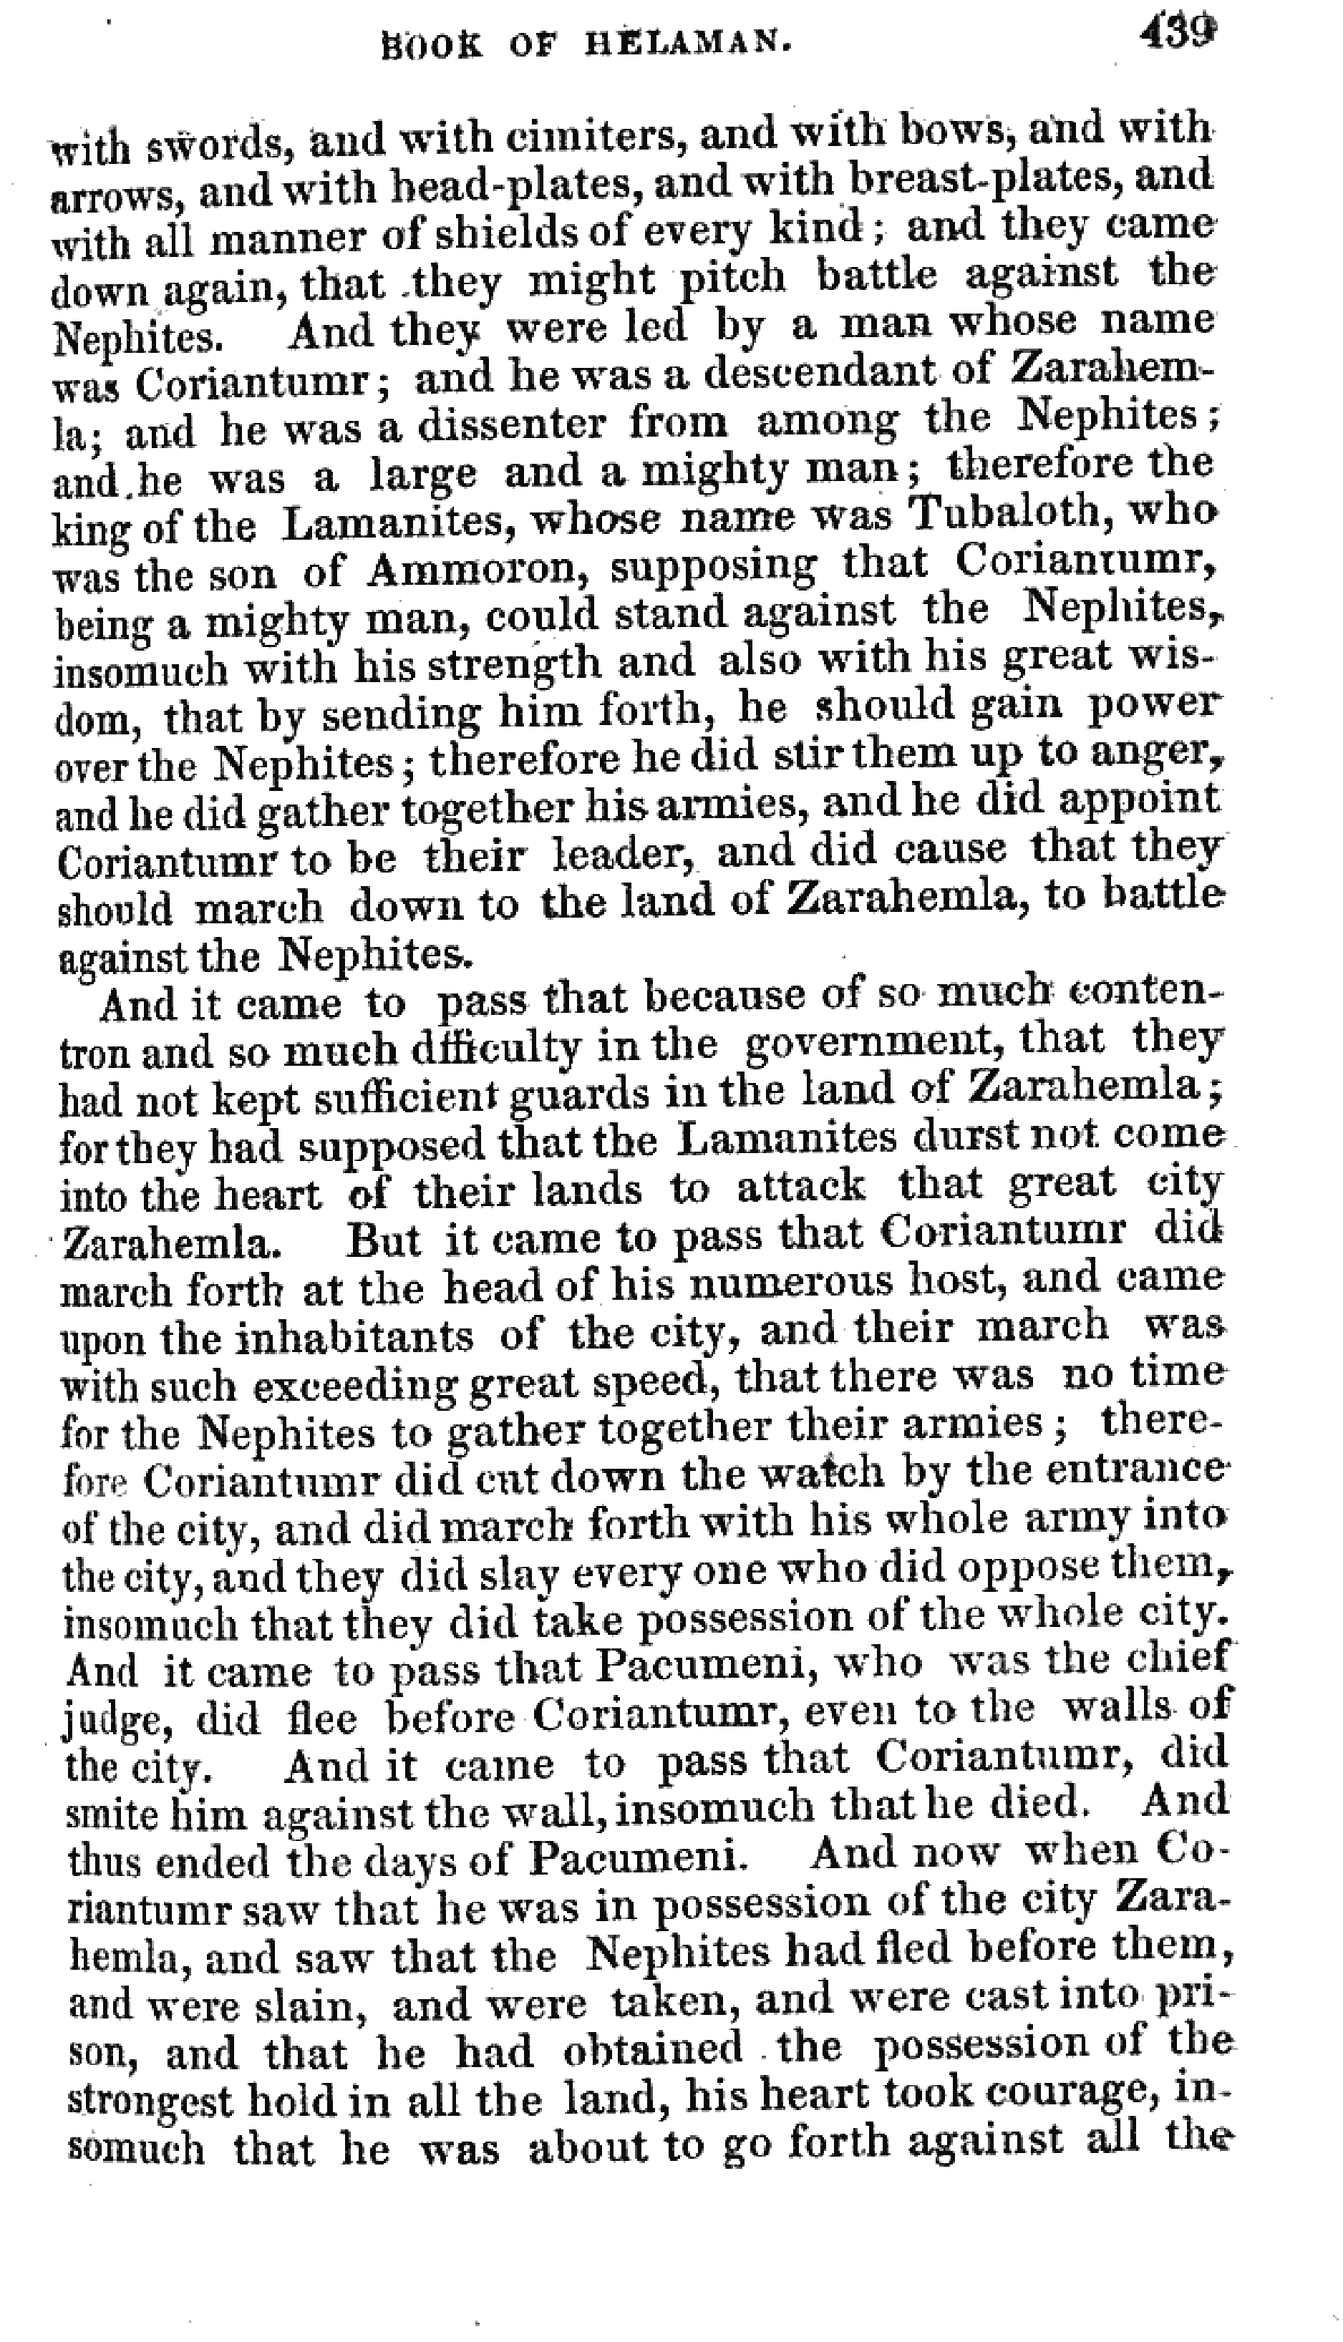 BOOK OF HELAMAN. 439
with swords, and with cimiters, and with bows, and with
arrows, and with head-plates, and with breast-plates, and
with all manner of shields of every kind; and they came
down again, that they might pitch battle against the
Nephites. And they were led by a man whose name
was Coriantumr; and he was a descendant of Zarahem-
la; and he was a dissenter from among the Nephites;
and he was a large and a mighty man; therefore the
king of the Lamanites, whose name was Tubaloth, who
was the son of Ammoron, supposing that Coriantumr,
being a mighty man, could stand against the Nephites,
insomuch with his strength and also with his great wis-
dom, that by sending him forth, he should gain power
over the Nephites; therefore he did stir them up to anger,
and he did gather together his armies, and he did appoint
Coriantumr to be their leader, and did cause that they
should march down to the land of Zarahemla, to battle
against the Nephites.
And it came to pass that because of so much conten-
tron and so much dfficulty in the government, that they
had not kept sufficient guards in the land of Zarahemla;
for they had supposed that the Lamanites durst not come
into the heart of their lands to attack that great city
Zarahemla. But it came to pass that Coriantumr did
march forth at the head of his numerous host, and came
upon the inhabitants of the city, and their march was
with such exceeding great speed, that there was no time
for the Nephites to gather together their armies; there-
fore Coriantumr did cut down the watch by the entrance
of the city, and did march forth with his whole army into
the city, and they did slay every one who did oppose them,
insomuch that they did take possession of the whole city.
And it came to pass that Pacumeni, who was the chief
judge, did flee before Coriantumr, even to the walls of
the city. And it came to pass that Coriantumr, did
smite him against the wall, insomuch that he died. And
thus ended the days of Pacumeni. And now when Co-
riantumr saw that he was in possession of the city Zara-
hemla, and saw that the Nephites had fled before them,
and were slain, and were taken, and were cast into pri-
son, and that he had obtained the possession of the
strongest hold in all the land, his heart took courage, in-
somuch that he was about to go forth against all the